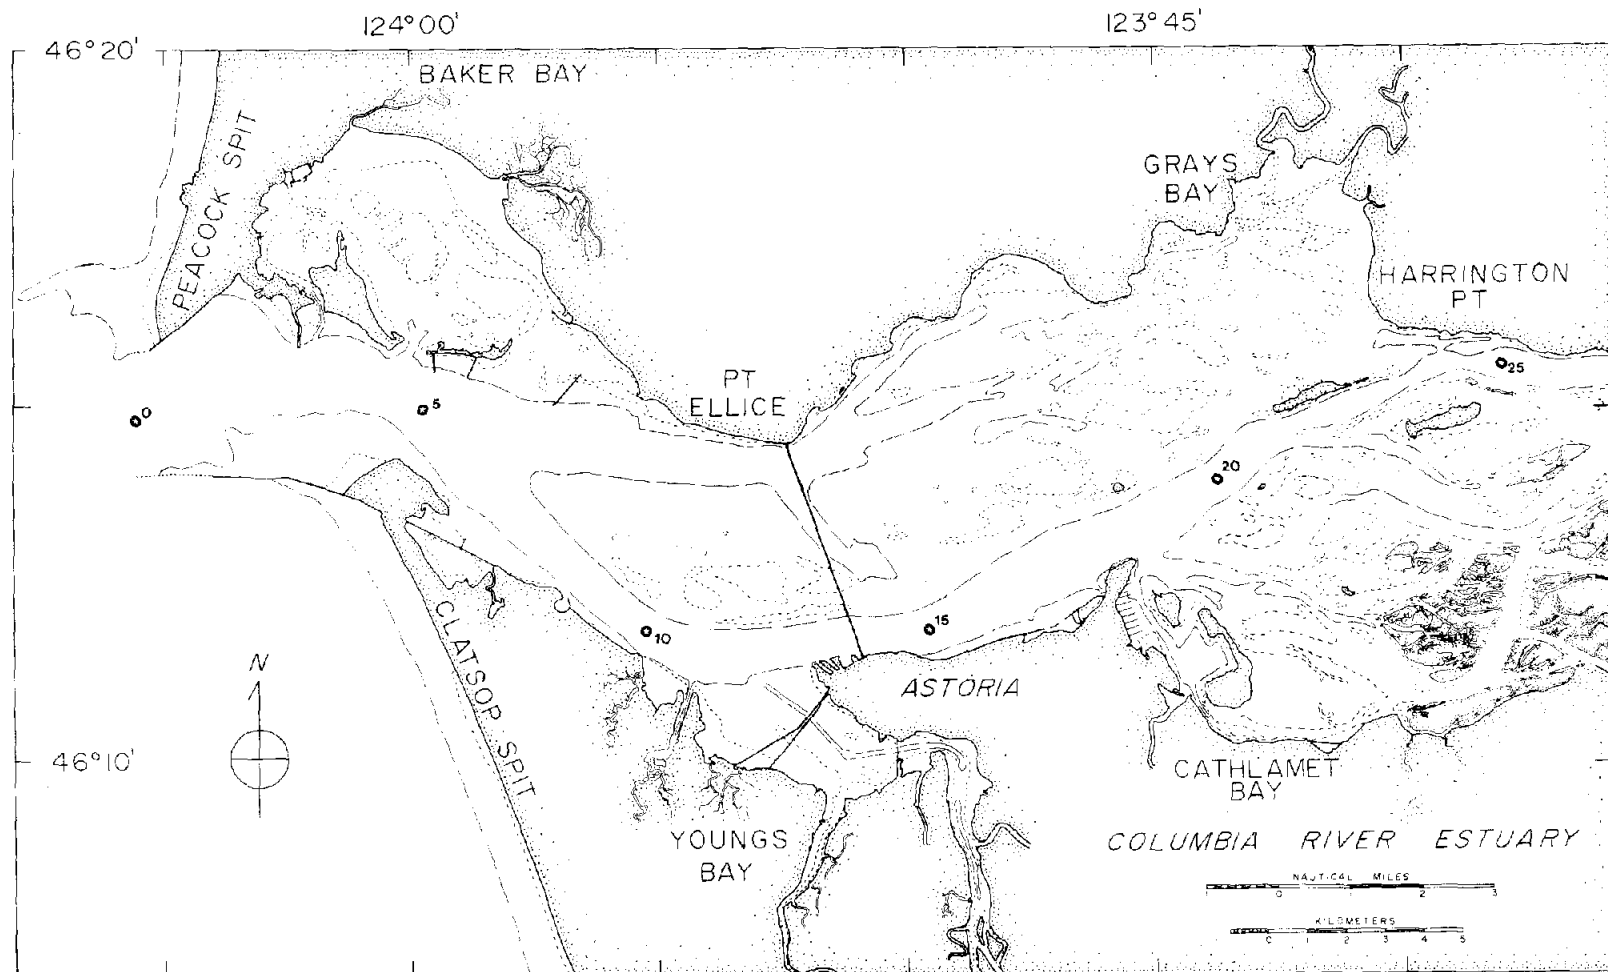 124°00'
123°45'
46°20'
BAKER BAY
PEACOCK SPIT
GRAYS
BAY
HARRINGTON
PT
PT
ELLICE
0
5
25
20
10
15
N
CLATSOP SPIT
ASTORIA
46°10'
CATHLAMET
BAY
YOUNGS
BAY
COLUMBIA RIVER ESTUARY
NAUTICAL MILES
1 0 1 2 3
KILOMETERS
0 1 2 3 4 5